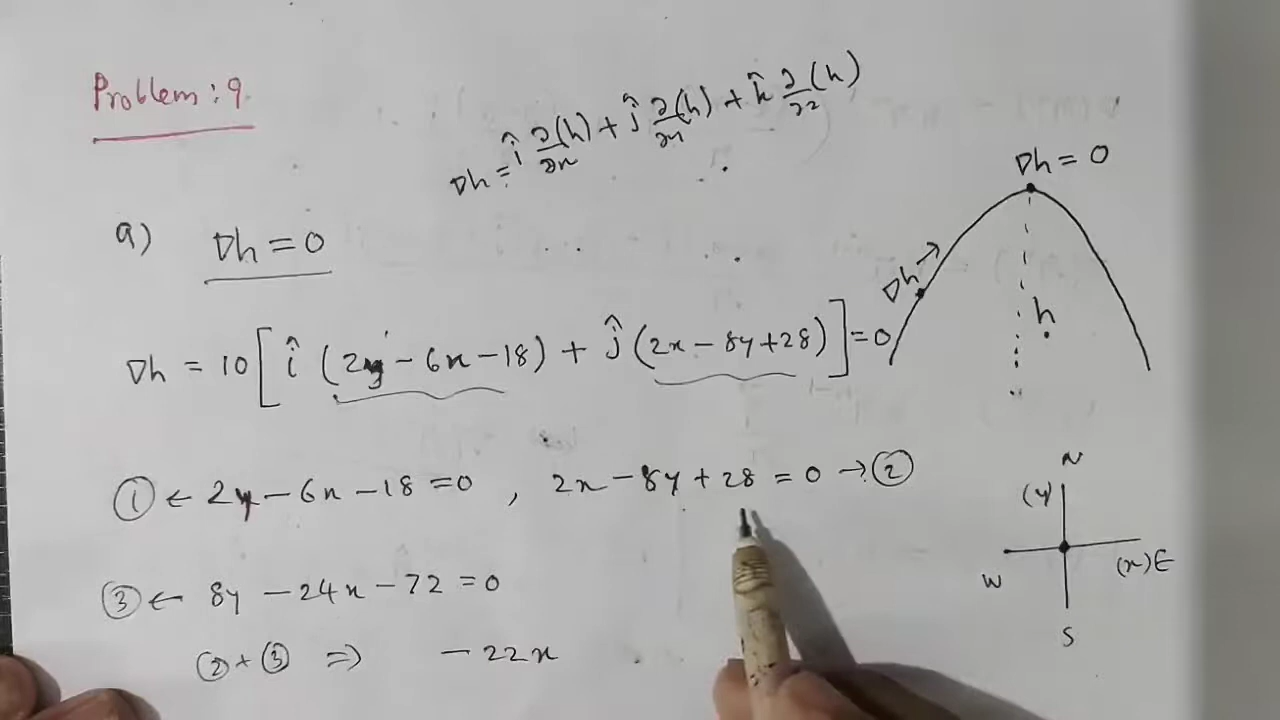 Problem: 9.
∇h = î ∂(h)/∂x + ĵ ∂(h)/∂y + k̂ ∂(h)/∂z
∇h = 0
a) ∇h = 0
∇h →
h
∇h = 10 [ î (2y - 6x - 18) + ĵ (2x - 8y + 28) ] = 0
① ← 2y - 6x - 18 = 0 , 2x - 8y + 28 = 0 → ②
N
(y)
W (x) E
S
③ ← 8y - 24x - 72 = 0
② + ③ ⇒ - 22x